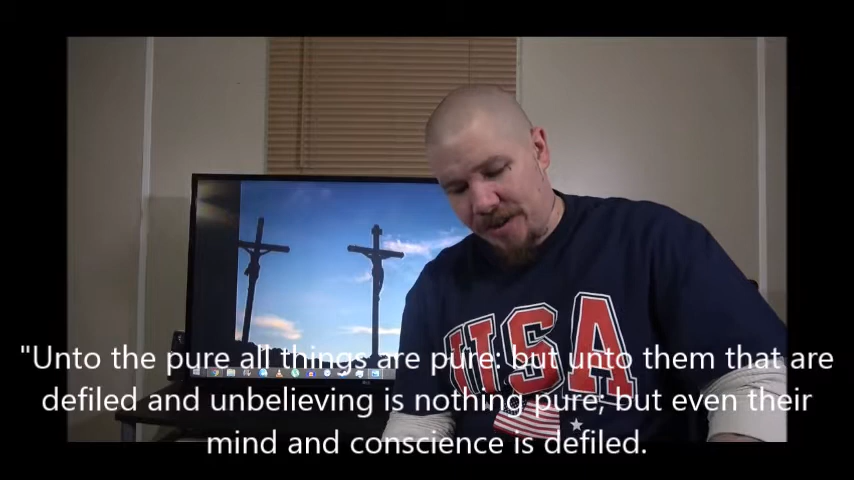 USA
"Unto the pure all things are pure: but unto them that are
defiled and unbelieving is nothing pure; but even their
mind and conscience is defiled.